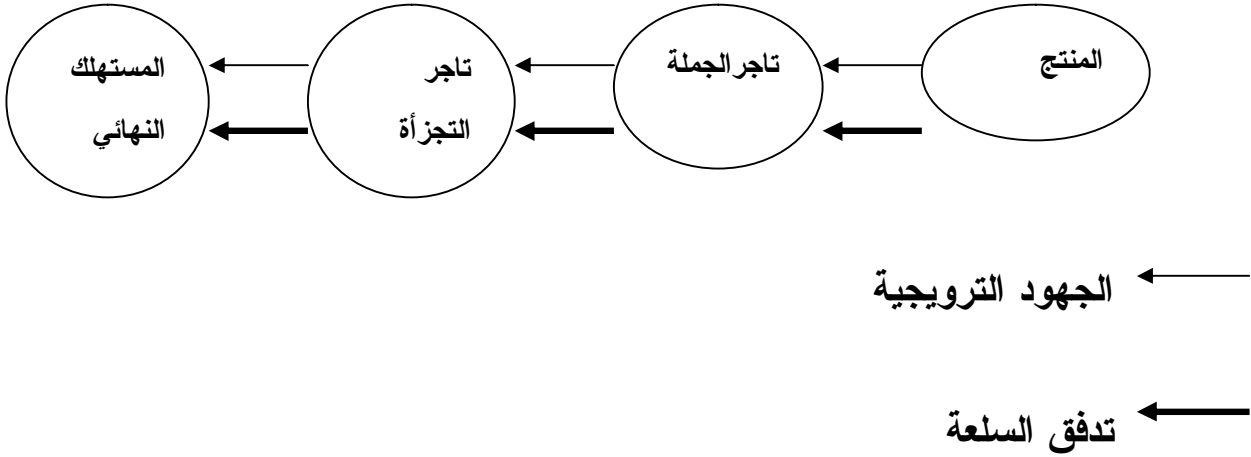 المنتج
تاجر الجملة
تاجر
التجزأة
المستهلك
النهائي
الجهود الترويجية
تدفق السلعة